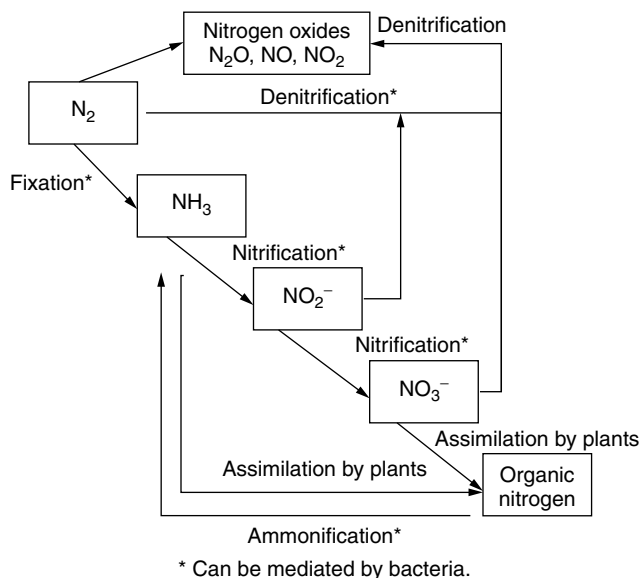 Nitrogen oxides
N₂O, NO, NO₂
Denitrification
Denitrification*
N₂
Fixation*
NH₃
Nitrification*
NO₂⁻
Nitrification*
NO₃⁻
Assimilation by plants
Assimilation by plants
Organic
nitrogen
Ammonification*
* Can be mediated by bacteria.